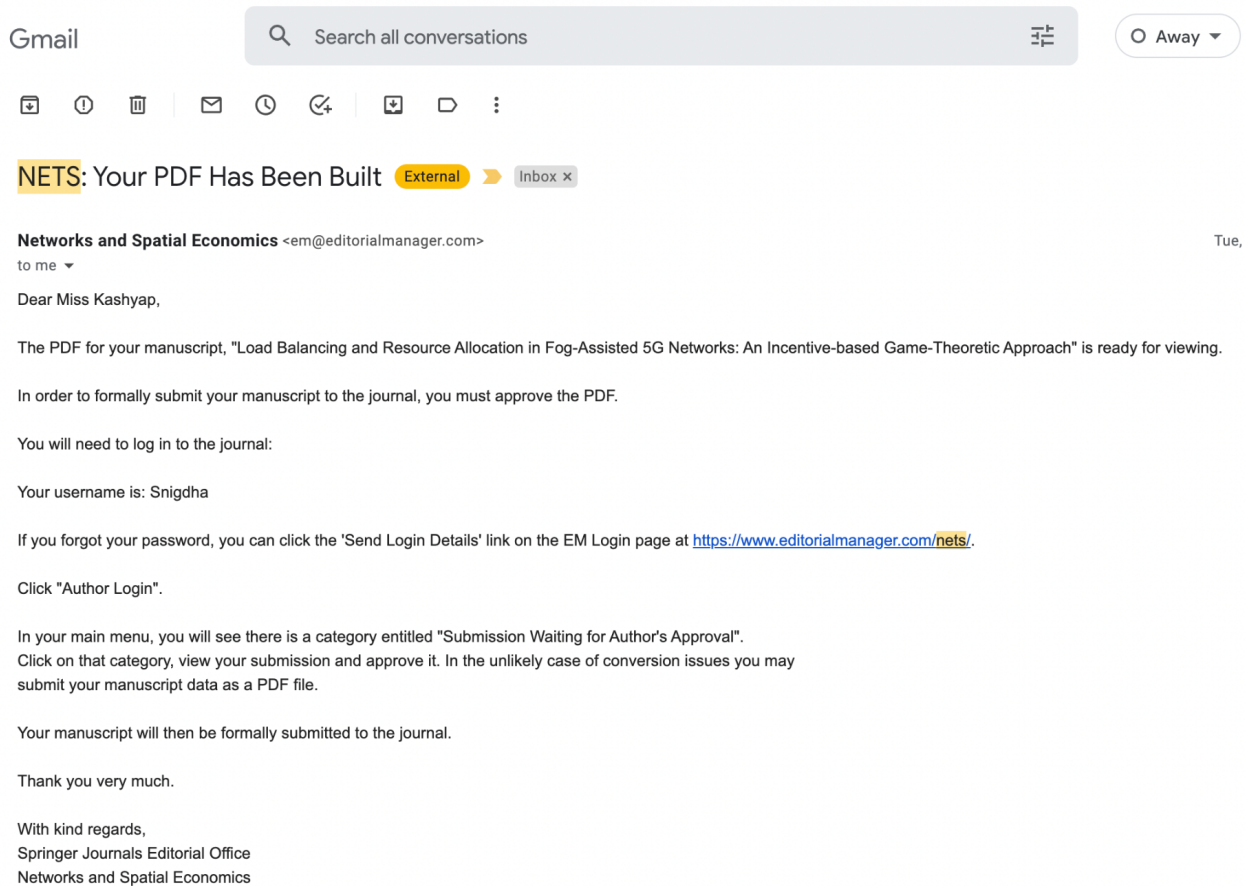 Gmail
Search all conversations
Away
NETS: Your PDF Has Been Built External Inbox ×
Networks and Spatial Economics <em@editorialmanager.com> Tue,
to me
Dear Miss Kashyap,
The PDF for your manuscript, "Load Balancing and Resource Allocation in Fog-Assisted 5G Networks: An Incentive-based Game-Theoretic Approach" is ready for viewing.
In order to formally submit your manuscript to the journal, you must approve the PDF.
You will need to log in to the journal:
Your username is: Snigdha
If you forgot your password, you can click the 'Send Login Details' link on the EM Login page at https://www.editorialmanager.com/nets/.
Click "Author Login".
In your main menu, you will see there is a category entitled "Submission Waiting for Author's Approval".
Click on that category, view your submission and approve it. In the unlikely case of conversion issues you may
submit your manuscript data as a PDF file.
Your manuscript will then be formally submitted to the journal.
Thank you very much.
With kind regards,
Springer Journals Editorial Office
Networks and Spatial Economics